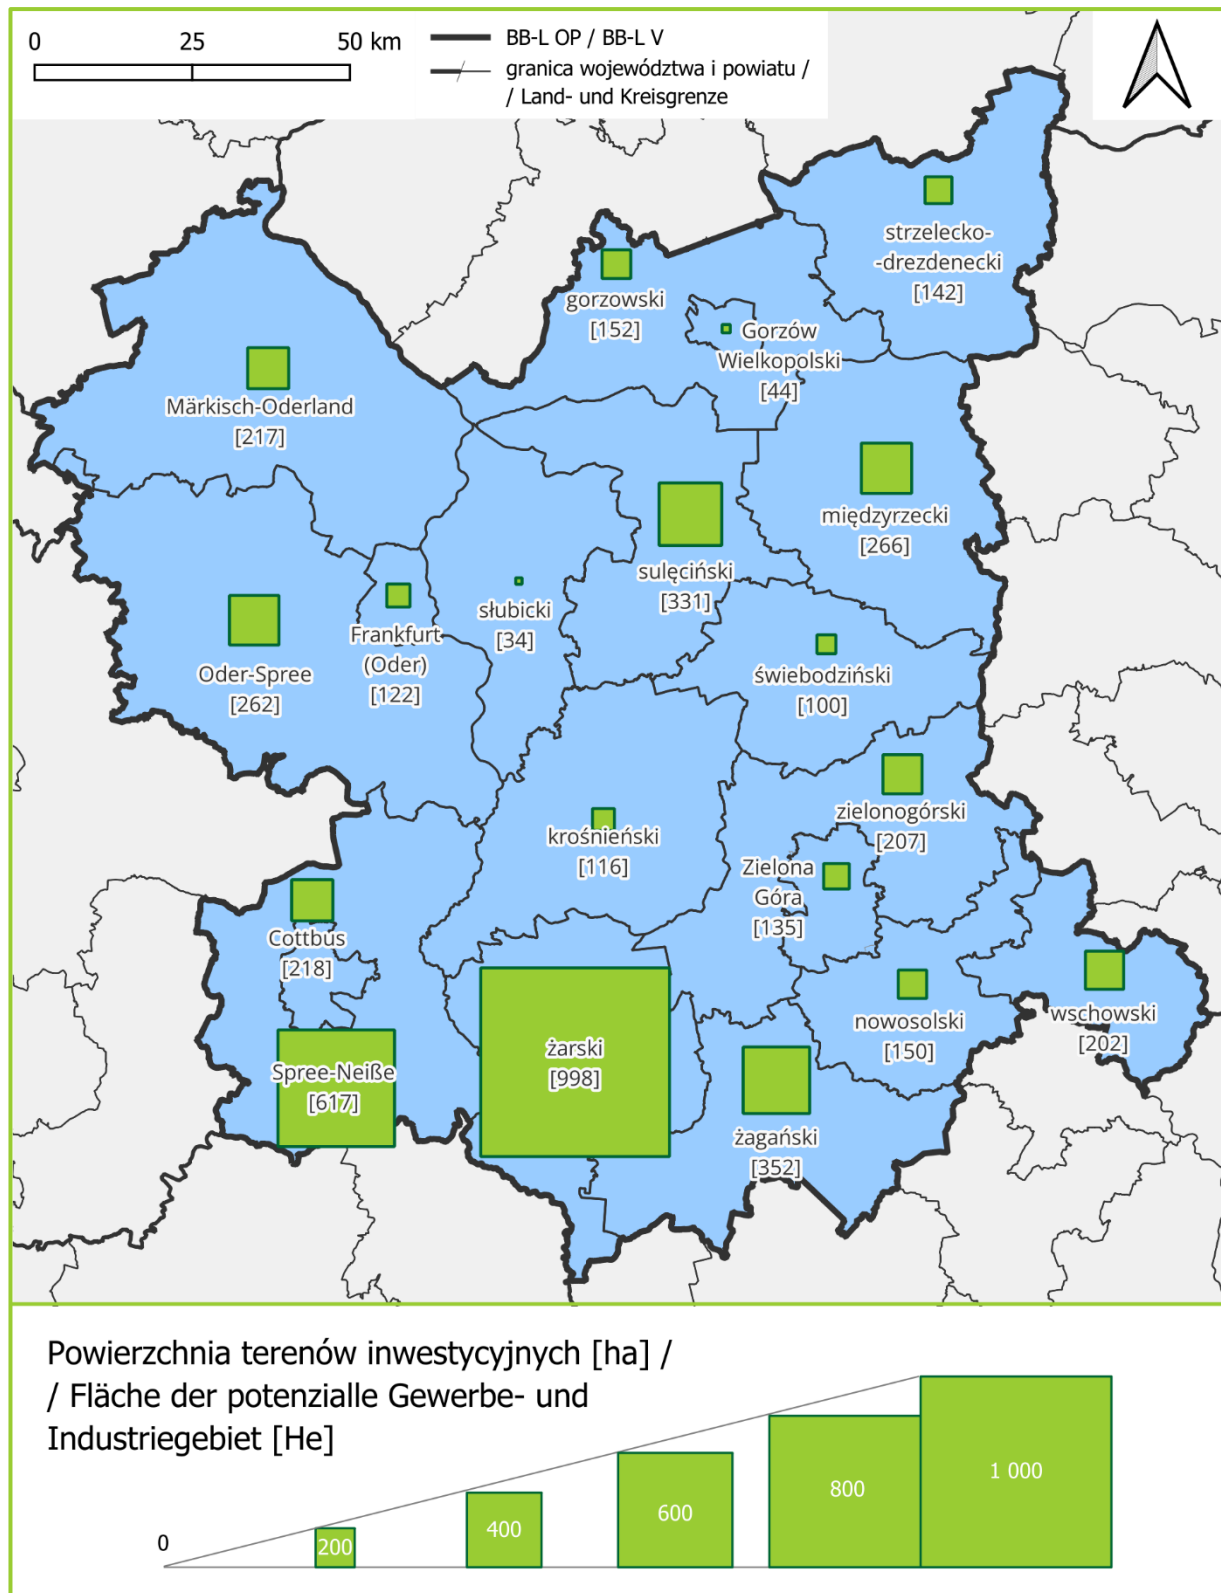 0
25
50 km
BB-L OP / BB-L V
granica województwa i powiatu /
/ Land- und Kreisgrenze
strzelecko-
-drezdenecki
[142]
gorzowski
[152]
Gorzów
Wielkopolski
[44]
Märkisch-Oderland
[217]
międzyrzecki
[266]
sulęciński
[331]
słubicki
[34]
Frankfurt
(Oder)
[122]
Oder-Spree
[262]
świebodziński
[100]
zielonogórski
[207]
krośnieński
[116]
Zielona
Góra
[135]
Cottbus
[218]
nowosolski
[150]
wschowski
[202]
żarski
[998]
Spree-Neiße
[617]
żagański
[352]
Powierzchnia terenów inwestycyjnych [ha] /
/ Fläche der potenzialle Gewerbe- und
Industriegebiet [He]
0
200
400
600
800
1 000